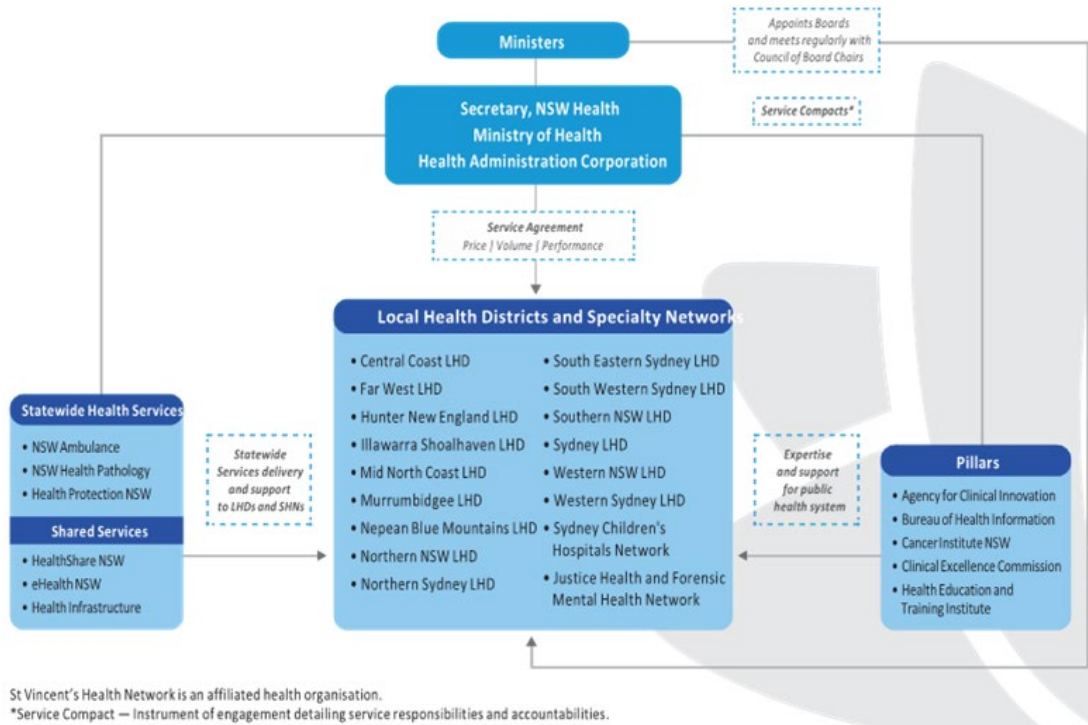 Ministers
Appoints Boards
and meets regularly with
Council of Board Chairs
Secretary, NSW Health
Ministry of Health
Health Administration Corporation
Service Compacts*
Service Agreement
Price | Volume | Performance
Local Health Districts and Specialty Networks
• Central Coast LHD
• Far West LHD
• Hunter New England LHD
• Illawarra Shoalhaven LHD
• Mid North Coast LHD
• Murrumbidgee LHD
• Nepean Blue Mountains LHD
• Northern NSW LHD
• Northern Sydney LHD
• South Eastern Sydney LHD
• South Western Sydney LHD
• Southern NSW LHD
• Sydney LHD
• Western NSW LHD
• Western Sydney LHD
• Sydney Children's
Hospitals Network
• Justice Health and Forensic
Mental Health Network
Statewide Health Services
• NSW Ambulance
• NSW Health Pathology
• Health Protection NSW
Shared Services
• HealthShare NSW
• eHealth NSW
• Health Infrastructure
Statewide
Services delivery
and support
to LHDs and SHNs
Expertise
and support
for public
health system
Pillars
• Agency for Clinical Innovation
• Bureau of Health Information
• Cancer Institute NSW
• Clinical Excellence Commission
• Health Education and
Training Institute
St Vincent's Health Network is an affiliated health organisation.
*Service Compact — Instrument of engagement detailing service responsibilities and accountabilities.